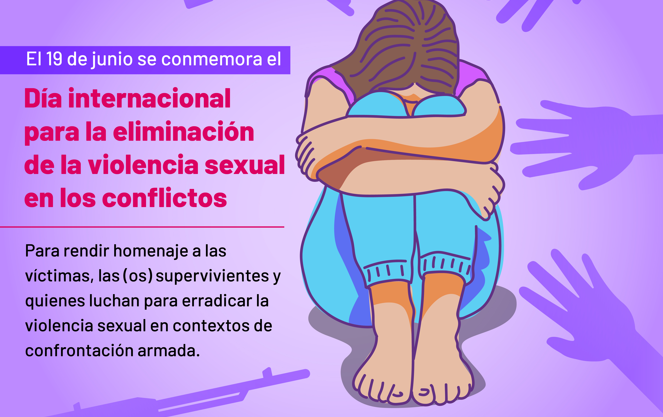 El 19 de junio se conmemora el
Día internacional
para la eliminación
de la violencia sexual
en los conflictos
Para rendir homenaje a las
víctimas, las (os) supervivientes y
quienes luchan para erradicar la
violencia sexual en contextos de
confrontación armada.